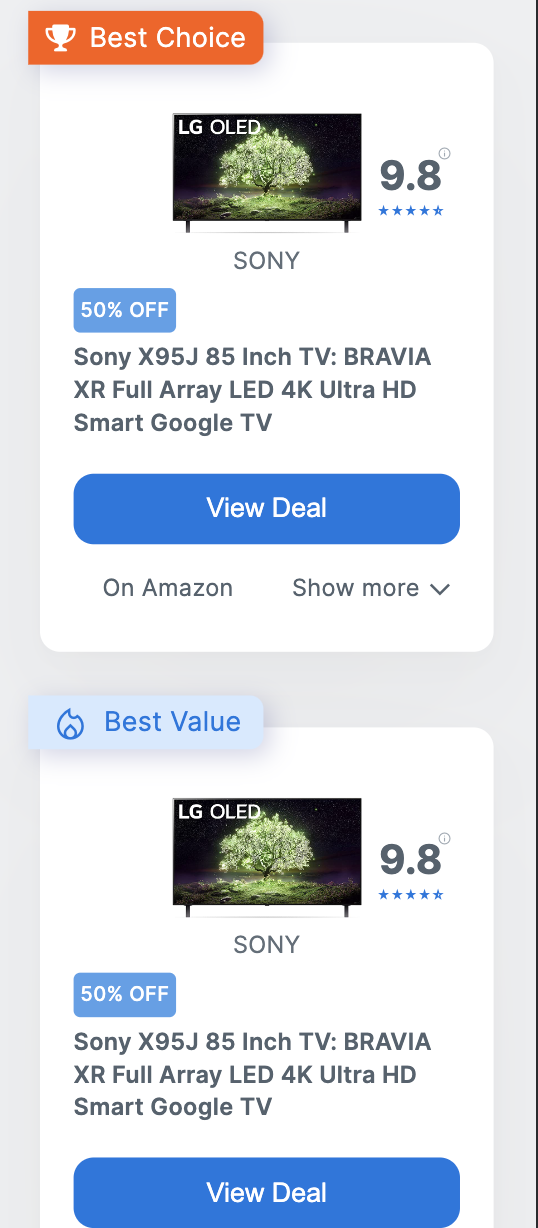 Best Choice
LG OLED
9.8
SONY
50% OFF
Sony X95J 85 Inch TV: BRAVIA
XR Full Array LED 4K Ultra HD
Smart Google TV
View Deal
On Amazon Show more
Best Value
LG OLED
9.8
SONY
50% OFF
Sony X95J 85 Inch TV: BRAVIA
XR Full Array LED 4K Ultra HD
Smart Google TV
View Deal